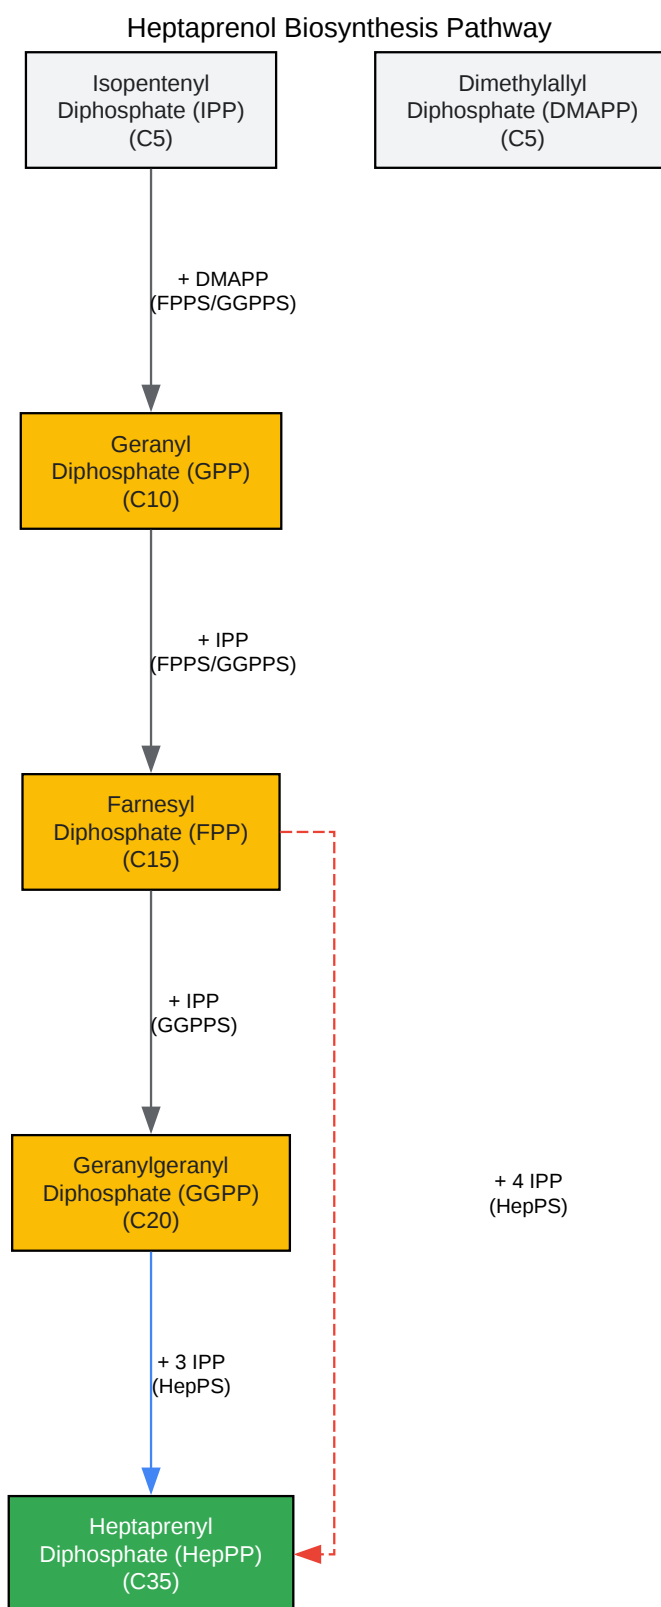 Heptaprenol Biosynthesis Pathway
Isopentenyl
Diphosphate (IPP)
(C5)
Dimethylallyl
Diphosphate (DMAPP)
(C5)
+ DMAPP
(FPPS/GGPPS)
Geranyl
Diphosphate (GPP)
(C10)
+ IPP
(FPPS/GGPPS)
Farnesyl
Diphosphate (FPP)
(C15)
+ IPP
(GGPPS)
Geranylgeranyl
Diphosphate (GGPP)
(C20)
+ 4 IPP
(HepPS)
+ 3 IPP
(HepPS)
Heptaprenyl
Diphosphate (HepPP)
(C35)